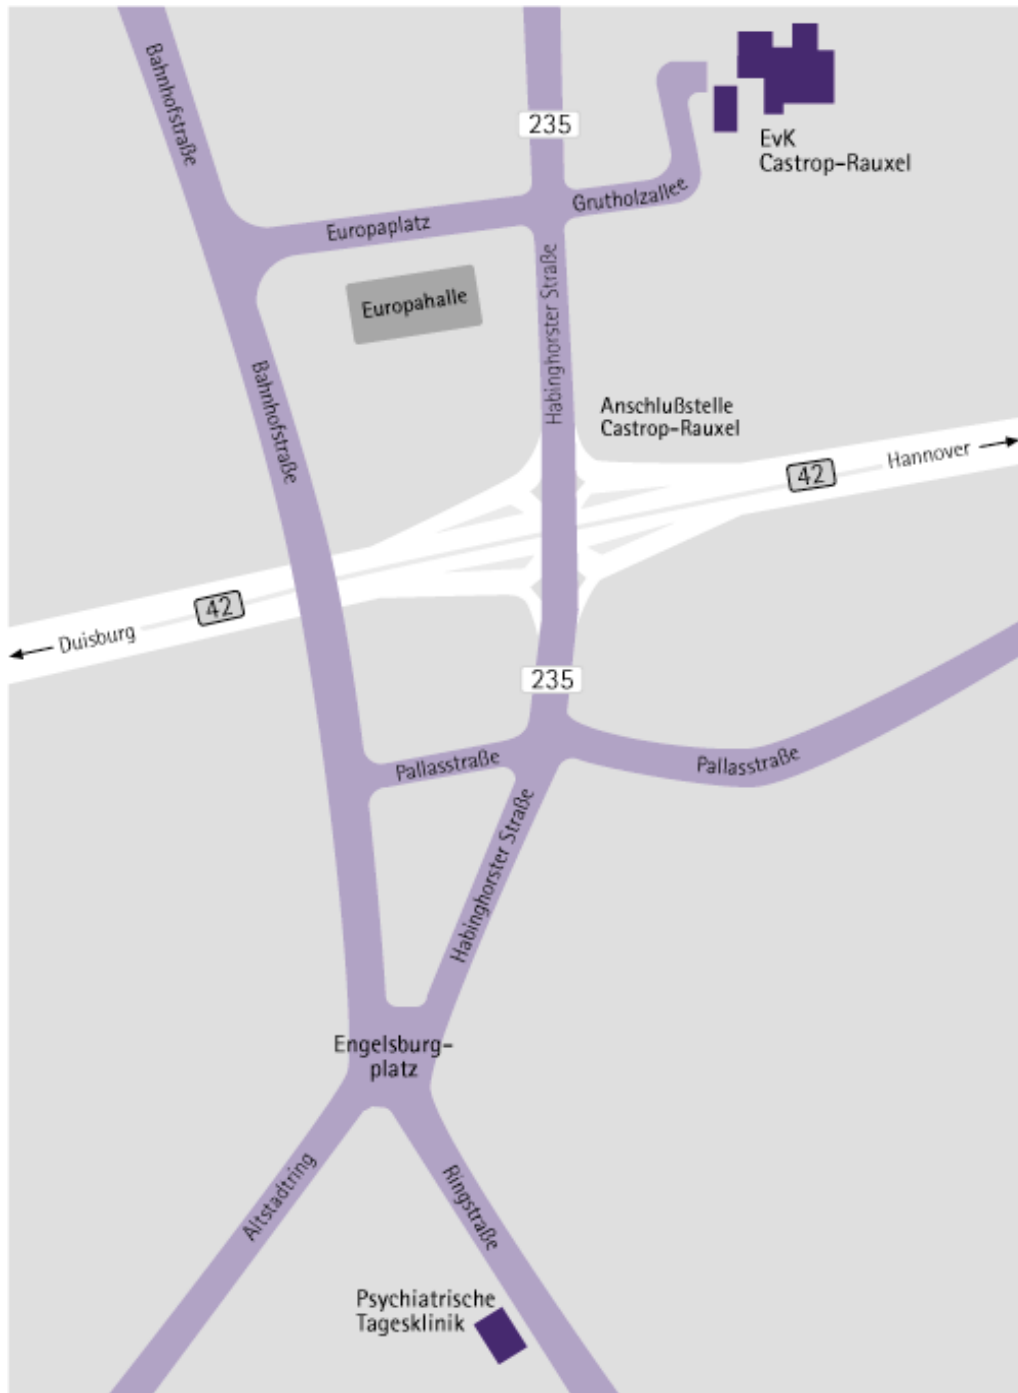 Bahnhofstraße
235
EvK
Castrop-Rauxel
Grutholzallee
Europaplatz
Habinghorster Straße
Europahalle
Bahnhofstraße
Anschlußstelle
Castrop-Rauxel
Hannover
42
42
Duisburg
235
Pallasstraße
Pallasstraße
Habinghorster Straße
Engelsburg-
platz
Altstadtring
Ringstraße
Psychiatrische
Tagesklinik